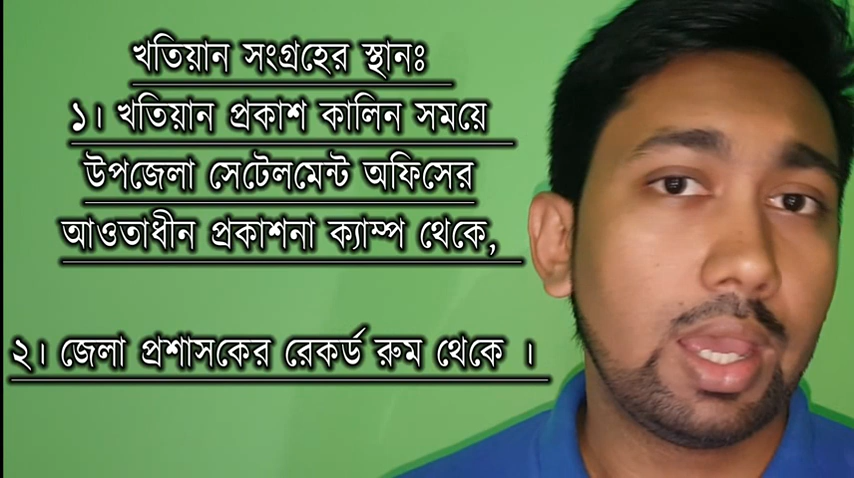 খতিয়ান সংগ্রহের স্থানঃ
১। খতিয়ান প্রকাশ কালিন সময়ে
উপজেলা সেটেলমেন্ট অফিসের
আওতাধীন প্রকাশনা ক্যাম্প থেকে,
২। জেলা প্রশাসকের রেকর্ড রুম থেকে ।